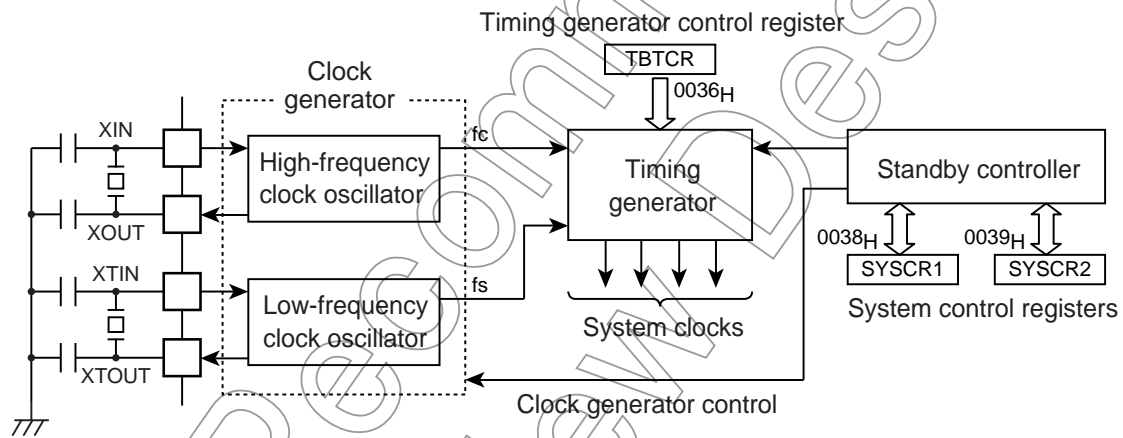 Timing generator control register
TBTCR
0036H
Clock
generator
XIN
High-frequency
clock oscillator
fc
XOUT
Timing
generator
Standby controller
0038H
0039H
SYSCR1
SYSCR2
System control registers
XTIN
Low-frequency
clock oscillator
fs
XTOUT
System clocks
Clock generator control